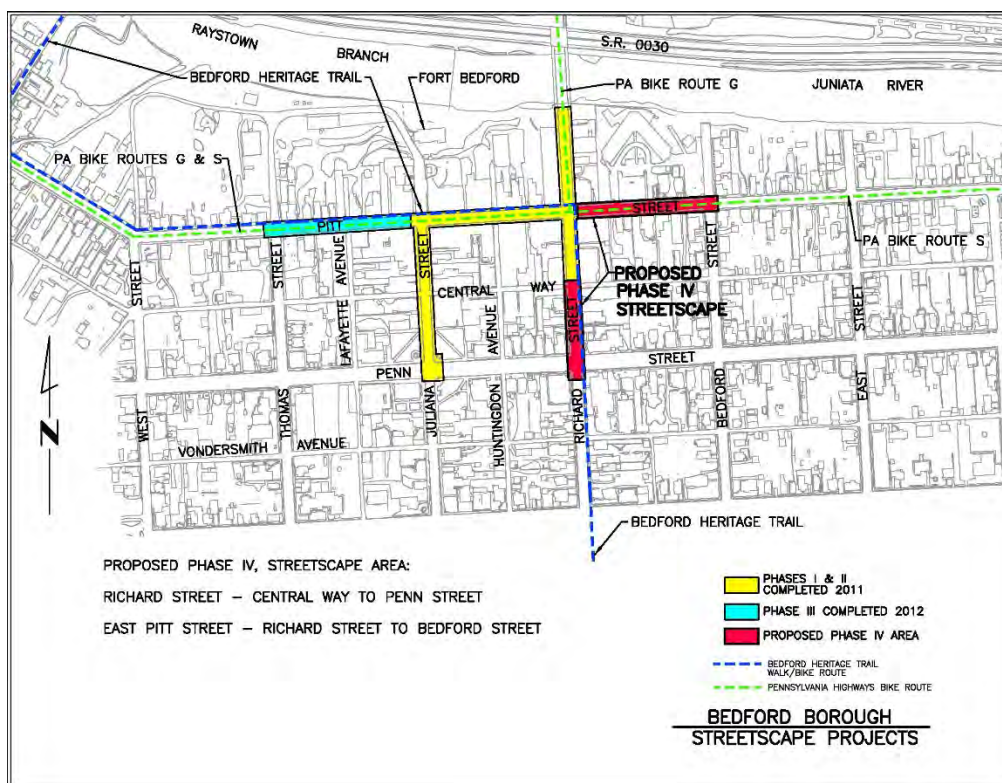 RAYSTOWN
BRANCH
S.R. 0030
BEDFORD HERITAGE TRAIL
FORT BEDFORD
PA BIKE ROUTE G
JUNIATA RIVER
PA BIKE ROUTES G & S
PITT
STREET
PA BIKE ROUTE S
STREET
STREET
AVENUE
LAFAYETTE
STREET
CENTRAL
WAY
AVENUE
STREET
PROPOSED
PHASE IV
STREETSCAPE
STREET
STREET
PENN
STREET
WEST
THOMAS
JULIANA
HUNTINGDON
RICHARD
BEDFORD
EAST
VONDERSMITH
AVENUE
N
BEDFORD HERITAGE TRAIL
PROPOSED PHASE IV, STREETSCAPE AREA:
RICHARD STREET – CENTRAL WAY TO PENN STREET
EAST PITT STREET – RICHARD STREET TO BEDFORD STREET
PHASES I & II
COMPLETED 2011
PHASE III COMPLETED 2012
PROPOSED PHASE IV AREA
BEDFORD HERITAGE TRAIL
WALK/BIKE ROUTE
PENNSYLVANIA HIGHWAYS BIKE ROUTE
BEDFORD BOROUGH
STREETSCAPE PROJECTS